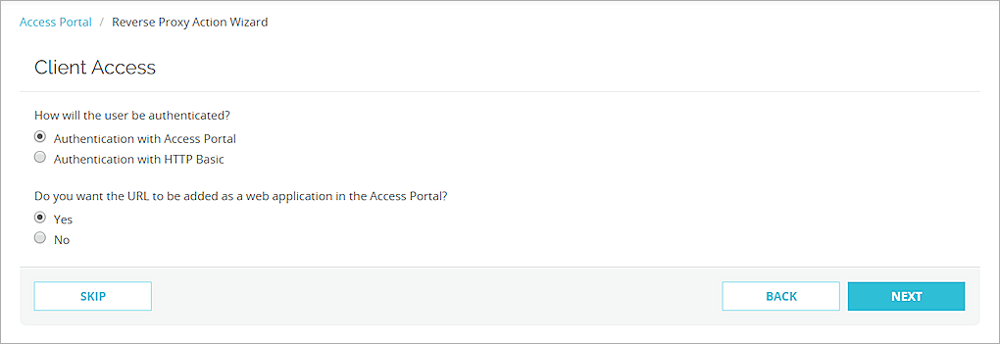 Access Portal / Reverse Proxy Action Wizard
Client Access
How will the user be authenticated?
Authentication with Access Portal
Authentication with HTTP Basic
Do you want the URL to be added as a web application in the Access Portal?
Yes
No
SKIP BACK NEXT